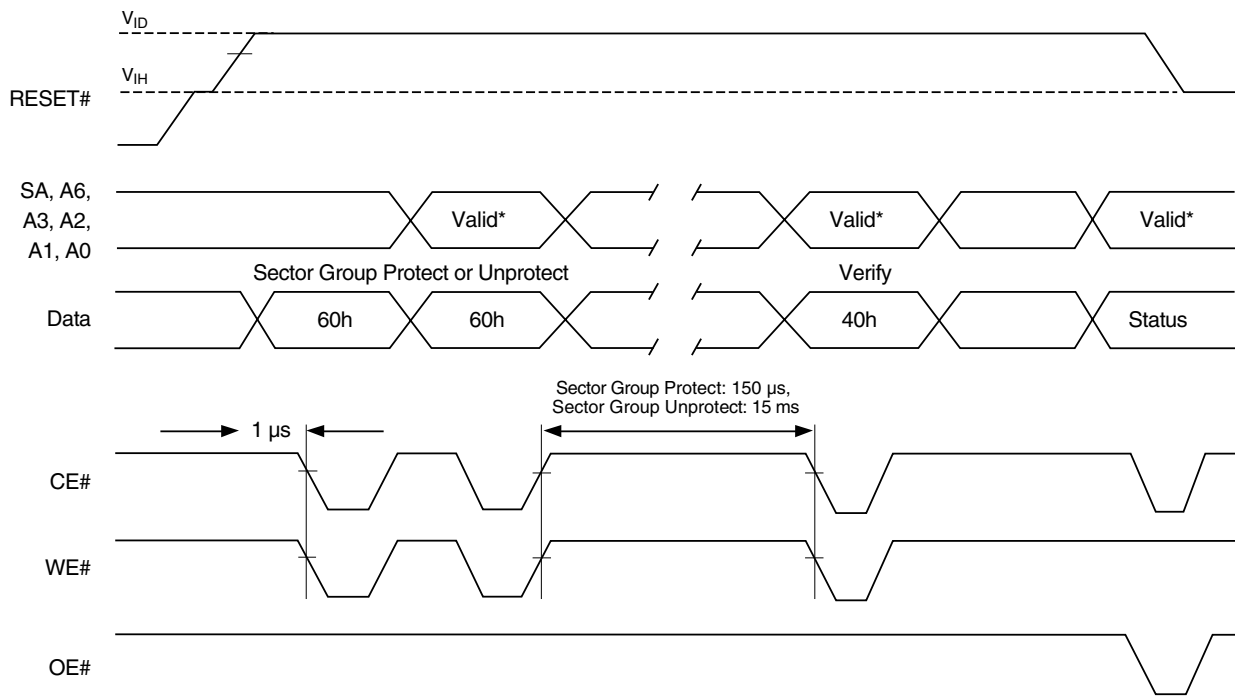 VID
VIH
RESET#
SA, A6,
A3, A2,
A1, A0
Valid*
Valid*
Valid*
Sector Group Protect or Unprotect
Verify
Data
60h
60h
40h
Status
Sector Group Protect: 150 µs,
Sector Group Unprotect: 15 ms
1 µs
CE#
WE#
OE#